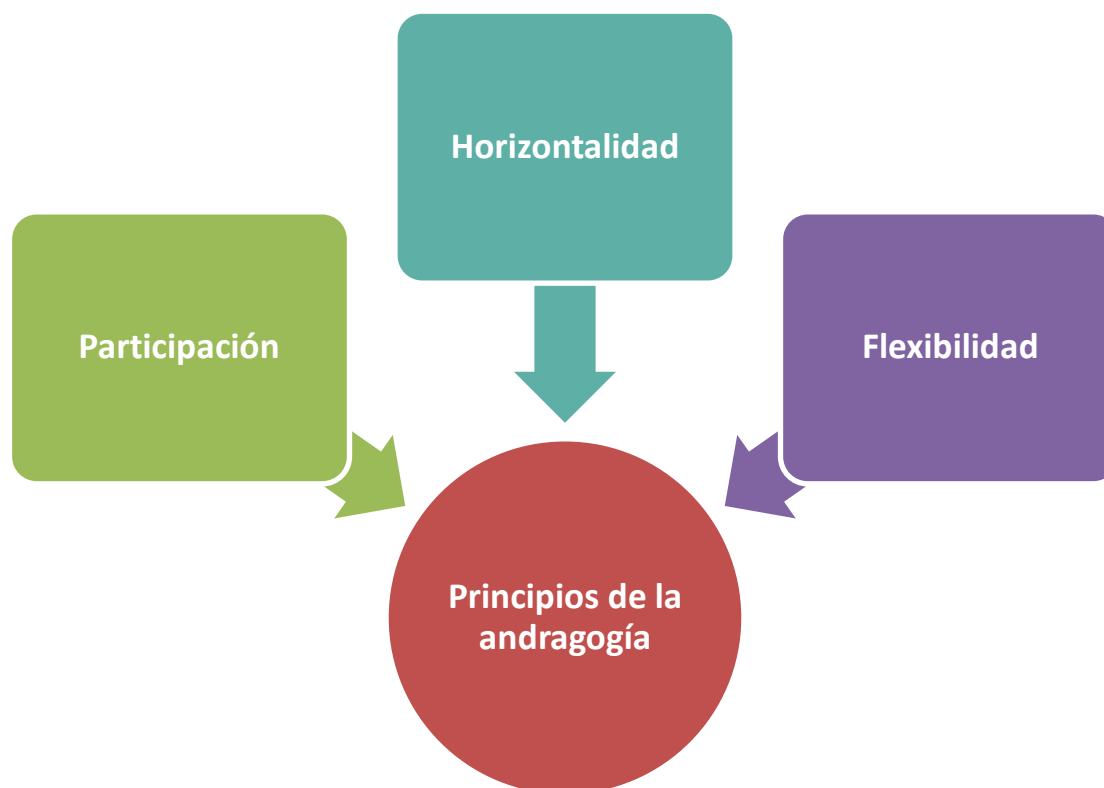 Horizontalidad
Participación
Flexibilidad
Principios de la
andragogía